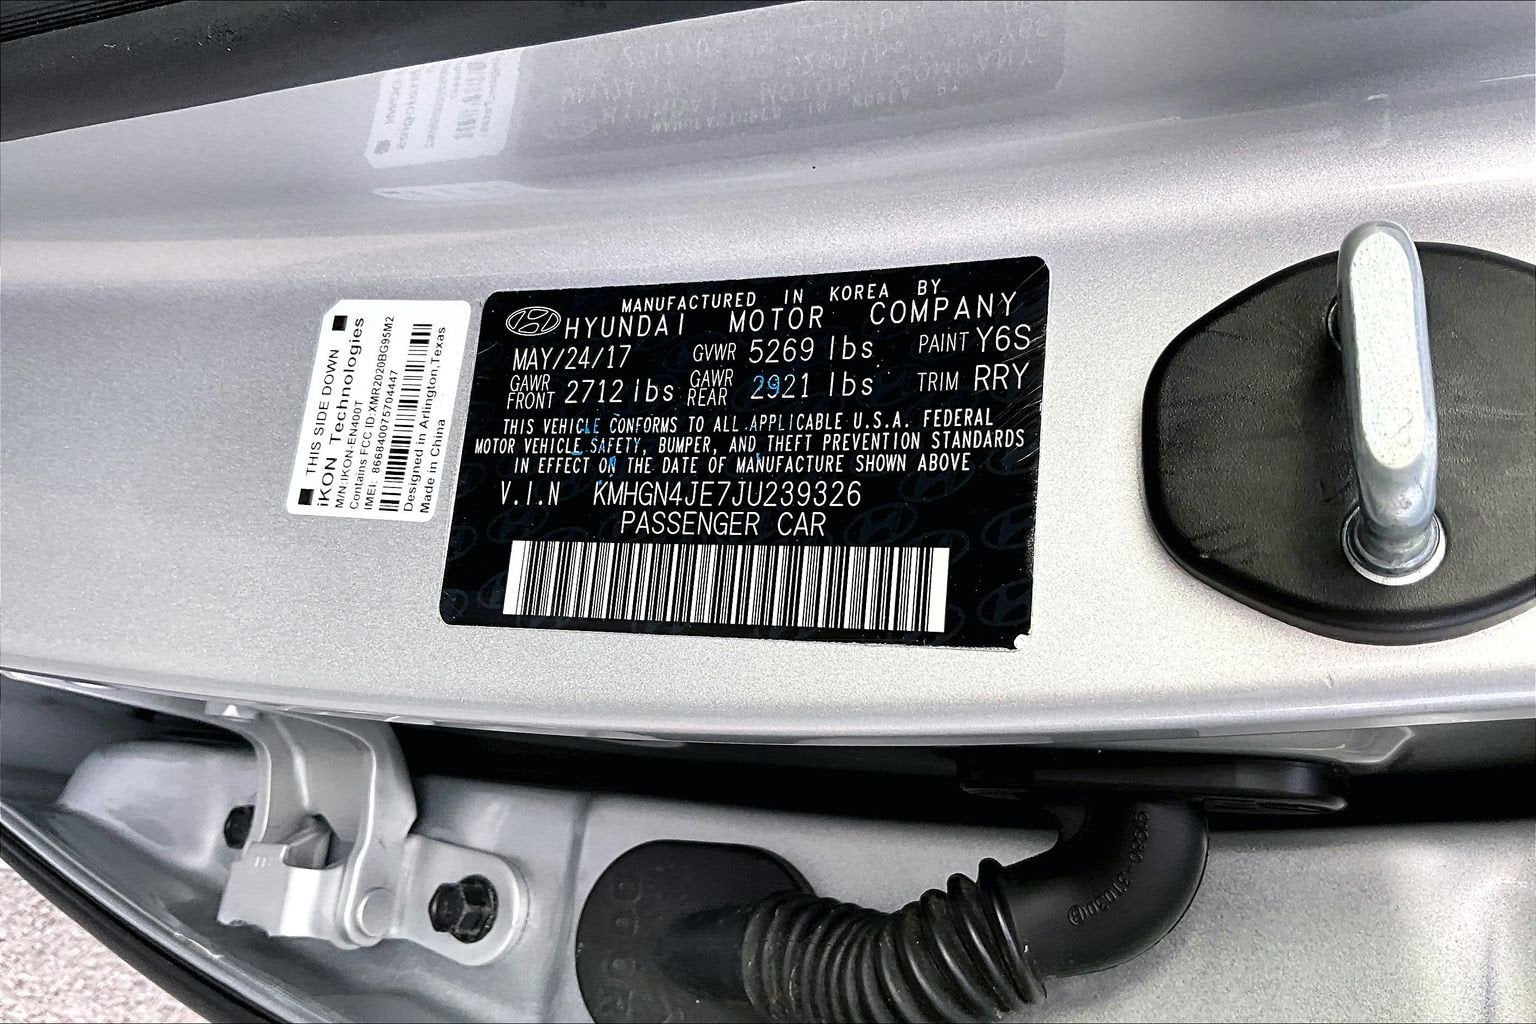 THIS SIDE DOWN
iKON Technologies
M/N:IKON-EN400T
Contains FCC ID:XMR2020BG95M2
IMEI: 866840075704447
Designed in Arlington,Texas
Made in China
MANUFACTURED IN KOREA BY
HYUNDAI MOTOR COMPANY
MAY/24/17 GVWR 5269 lbs PAINT Y6S
GAWR FRONT 2712 lbs GAWR REAR 2921 lbs TRIM RRY
THIS VEHICLE CONFORMS TO ALL APPLICABLE U.S.A. FEDERAL
MOTOR VEHICLE SAFETY, BUMPER, AND THEFT PREVENTION STANDARDS
IN EFFECT ON THE DATE OF MANUFACTURE SHOWN ABOVE
V.I.N KMHGN4JE7JU239326
PASSENGER CAR